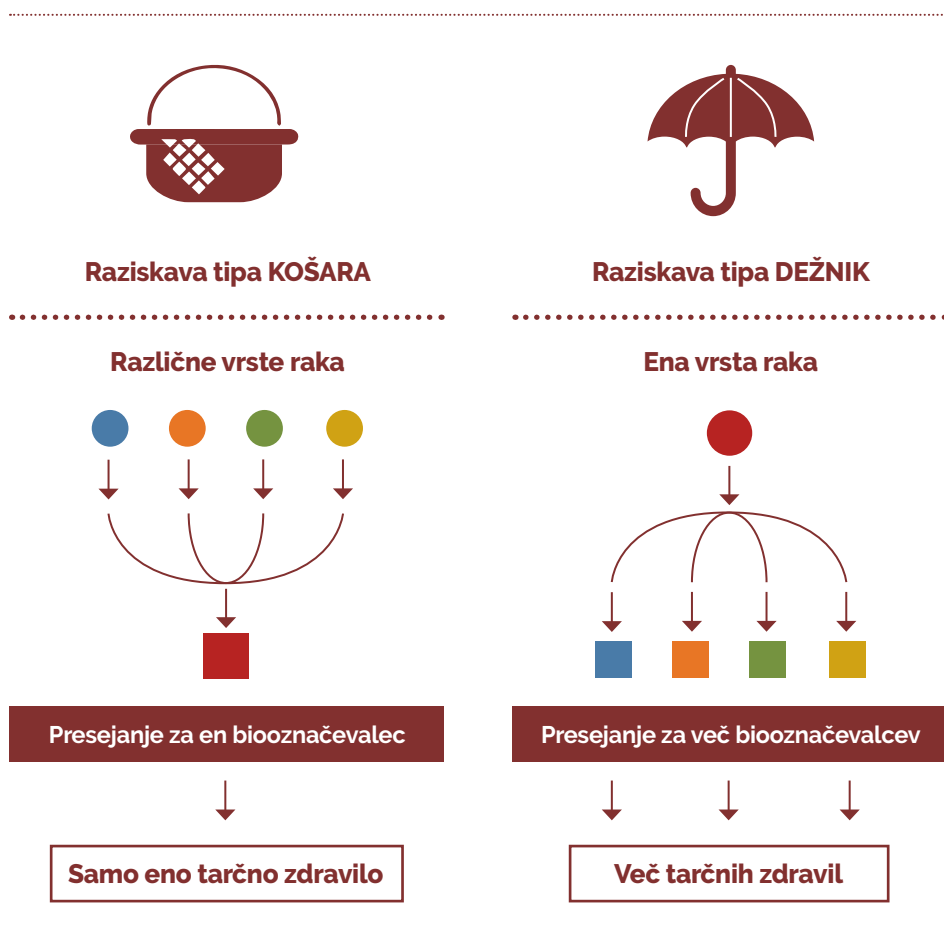 Raziskava tipa KOŠARA
Različne vrste raka
Presejanje za en biooznačevalec
Samo eno tarčno zdravilo
Raziskava tipa DEŽNIK
Ena vrsta raka
Presejanje za več biooznačevalcev
Več tarčnih zdravil